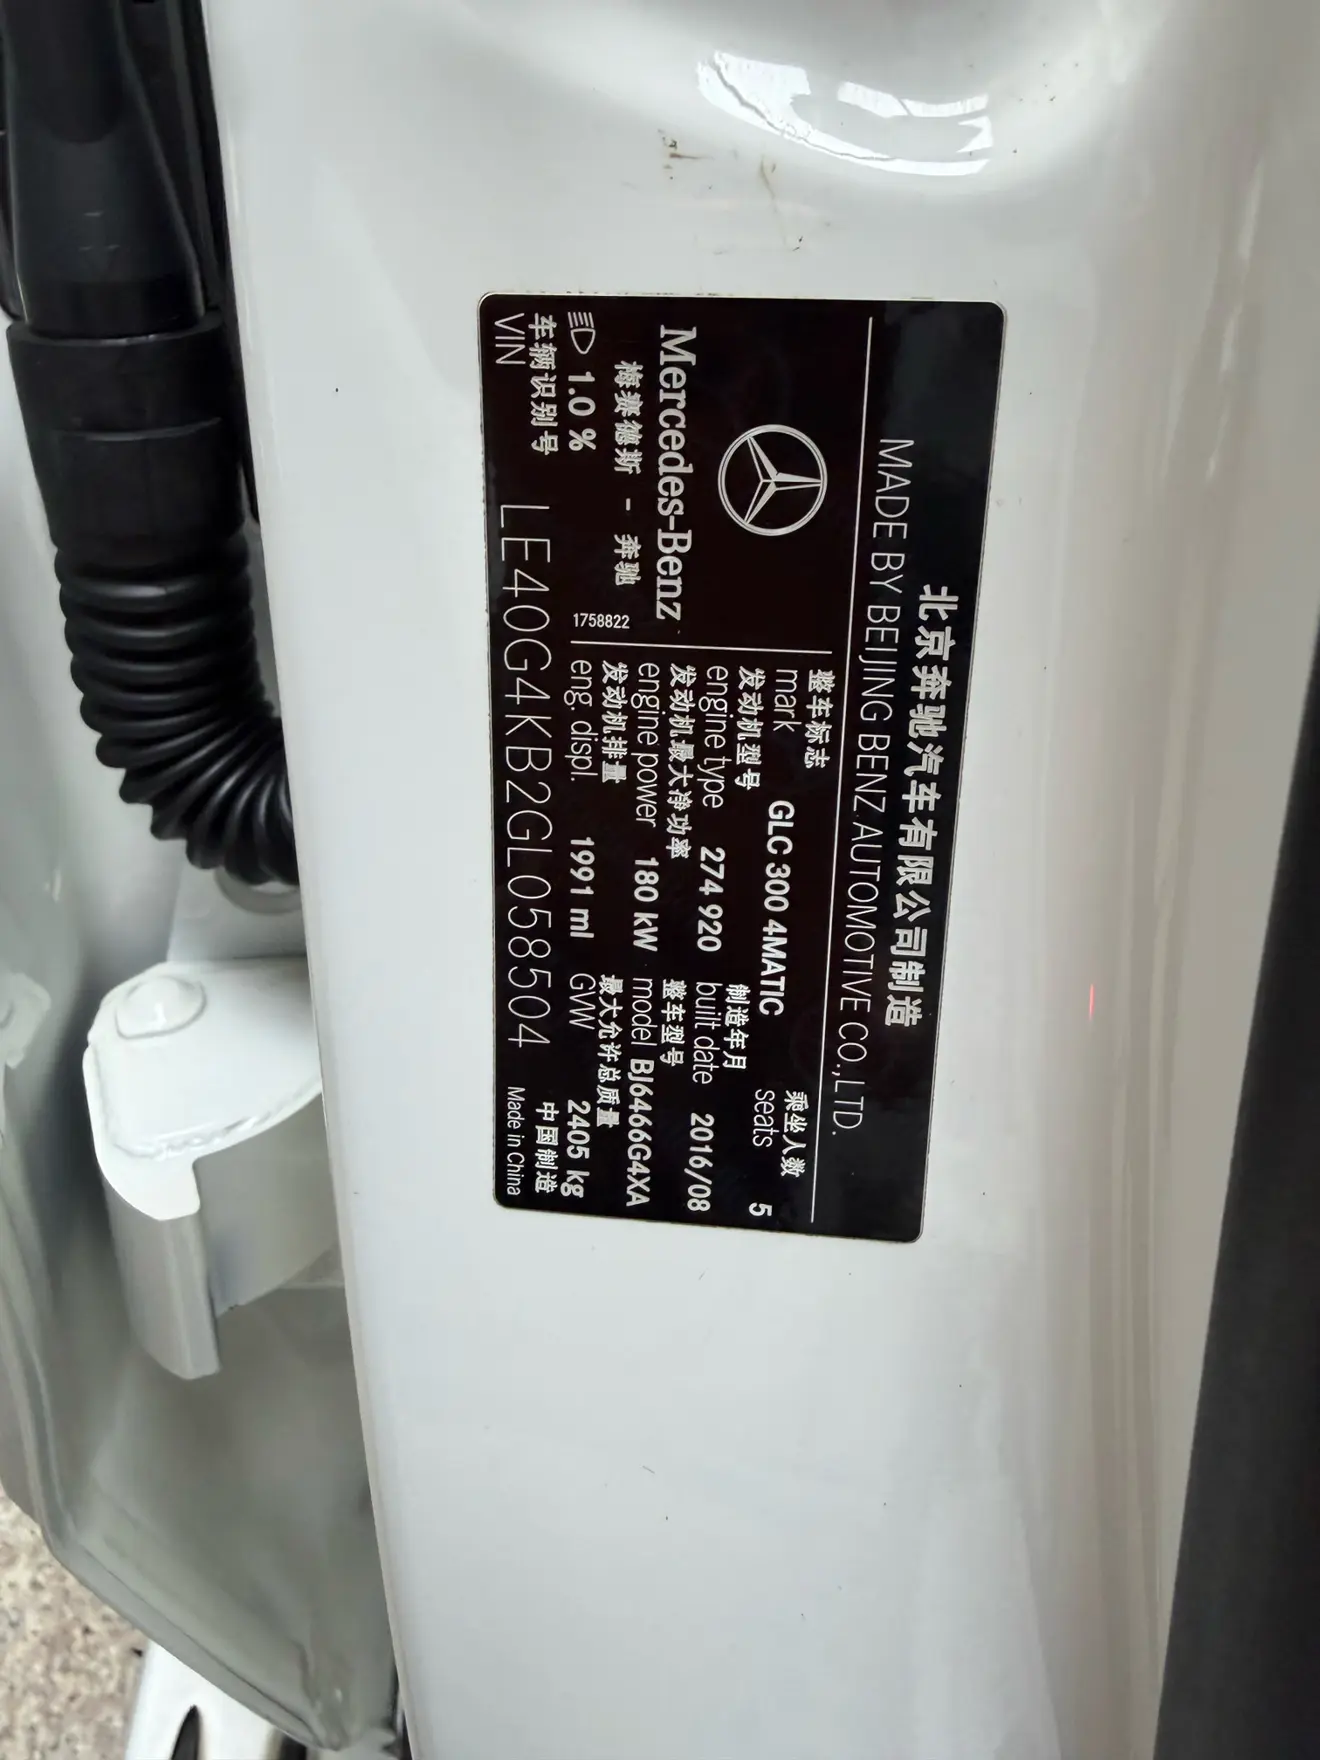 北京奔驰汽车有限公司制造
MADE BY BEIJING BENZ AUTOMOTIVE CO.,LTD.
Mercedes-Benz
梅赛德斯 - 奔驰
1.0 %
1758822
整车标志
mark GLC 300 4MATIC
乘坐人数
seats 5
发动机型号
engine type 274 920
制造年月
built date 2016/08
发动机最大净功率
engine power 180 kW
整车型号
model BJ6466G4XA
发动机排量
eng. displ. 1991 ml
最大允许总质量
GVW 2405 kg
车辆识别号
VIN LE40G4KB2GL058504
中国制造
Made in China